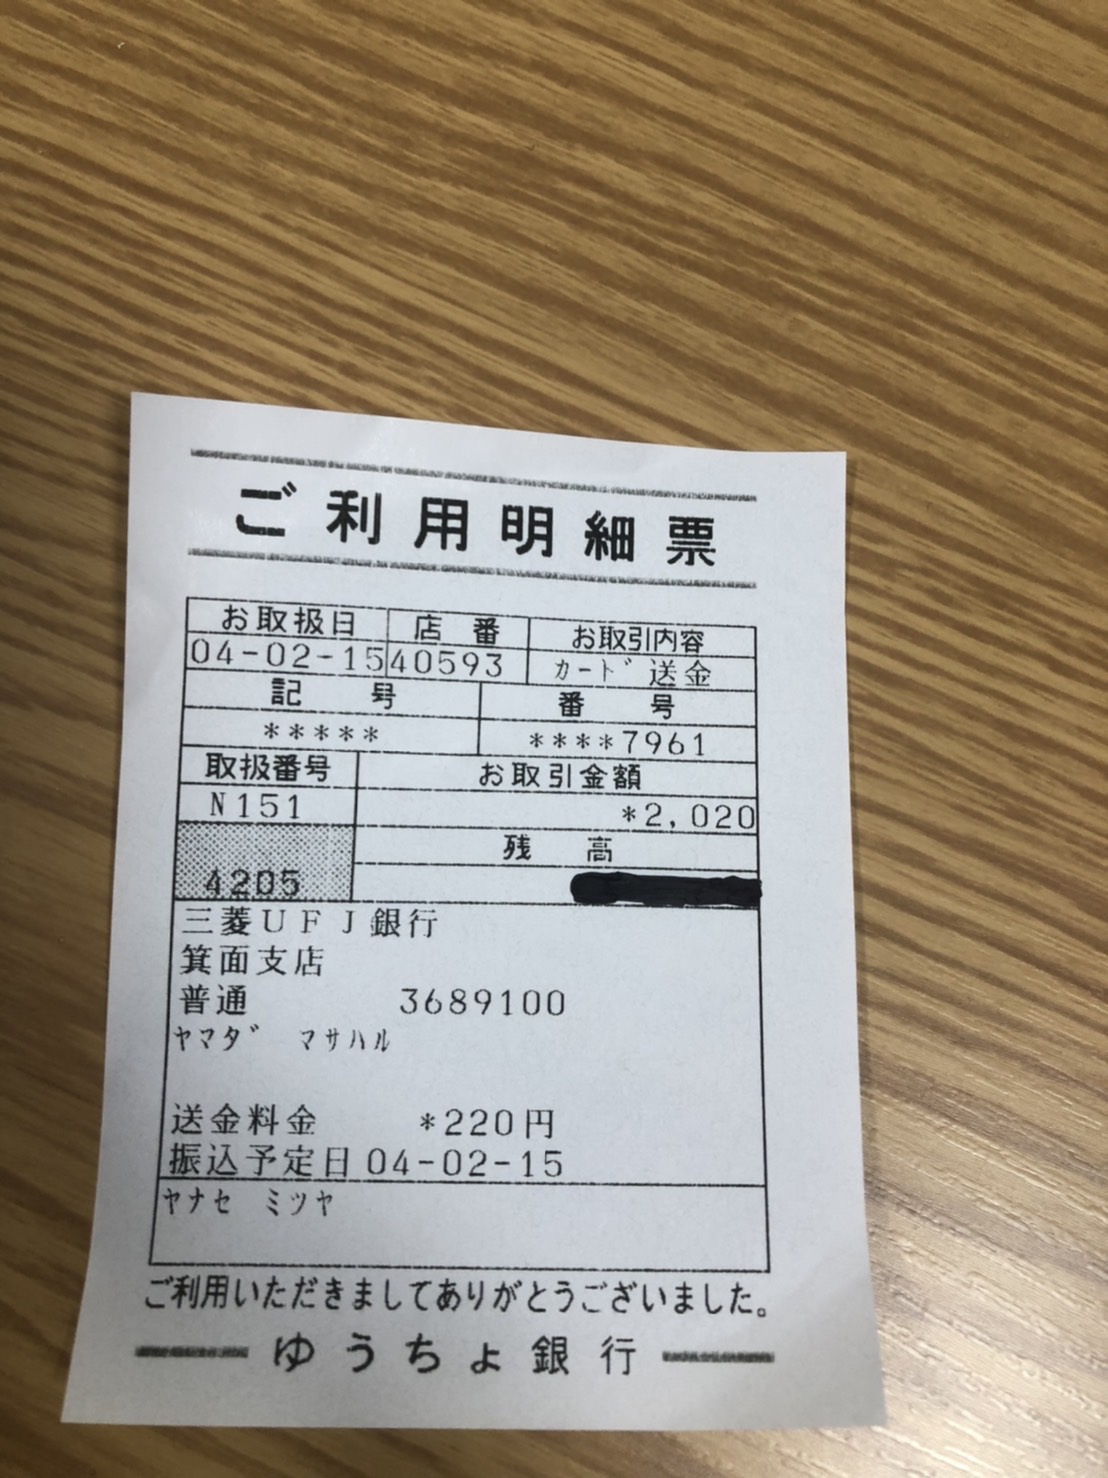 ご利用明細票
お取扱日 店番 お取引内容
04-02-15 40593 ｶｰﾄﾞ送金
記号 番号
***** ****7961
取扱番号 お取引金額
N151 *2,020
残高
4205
三菱ＵＦＪ銀行
箕面支店
普通 3689100
ﾔﾏﾀﾞ ﾏｻﾊﾙ
送金料金 *220円
振込予定日 04-02-15
ﾔﾅｾ ﾐﾂﾔ
ご利用いただきましてありがとうございました。
ゆうちょ銀行